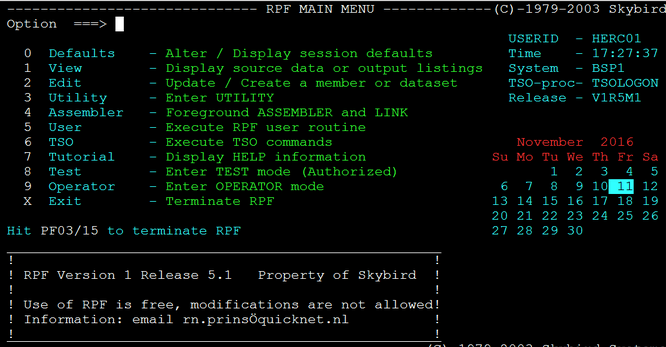 ------------------------------ RPF MAIN MENU --------------(C)-1979-2003 Skybird
Option ===>
USERID - HERC01
0 Defaults - Alter / Display session defaults Time - 17:27:37
1 View - Display source data or output listings System - BSP1
2 Edit - Update / Create a member or dataset TSO-proc- TSOLOGON
3 Utility - Enter UTILITY Release - V1R5M1
4 Assembler - Foreground ASSEMBLER and LINK
5 User - Execute RPF user routine
6 TSO - Execute TSO commands November 2016
7 Tutorial - Display HELP information Su Mo Tu We Th Fr Sa
8 Test - Enter TEST mode (Authorized) 1 2 3 4 5
9 Operator - Enter OPERATOR mode 6 7 8 9 10 11 12
X Exit - Terminate RPF 13 14 15 16 17 18 19
20 21 22 23 24 25 26
Hit PF03/15 to terminate RPF 27 28 29 30
! !
! RPF Version 1 Release 5.1 Property of Skybird !
! !
! Use of RPF is free, modifications are not allowed!
! Information: email rn.prinsÖquicknet.nl !
! !